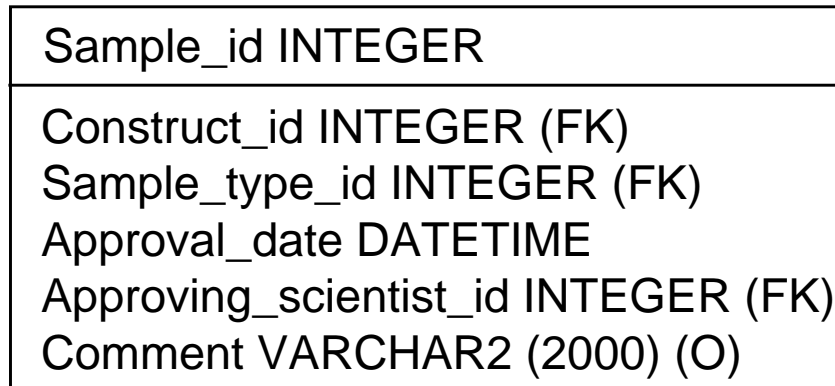 Sample_id INTEGER
Construct_id INTEGER (FK)
Sample_type_id INTEGER (FK)
Approval_date DATETIME
Approving_scientist_id INTEGER (FK)
Comment VARCHAR2 (2000) (O)